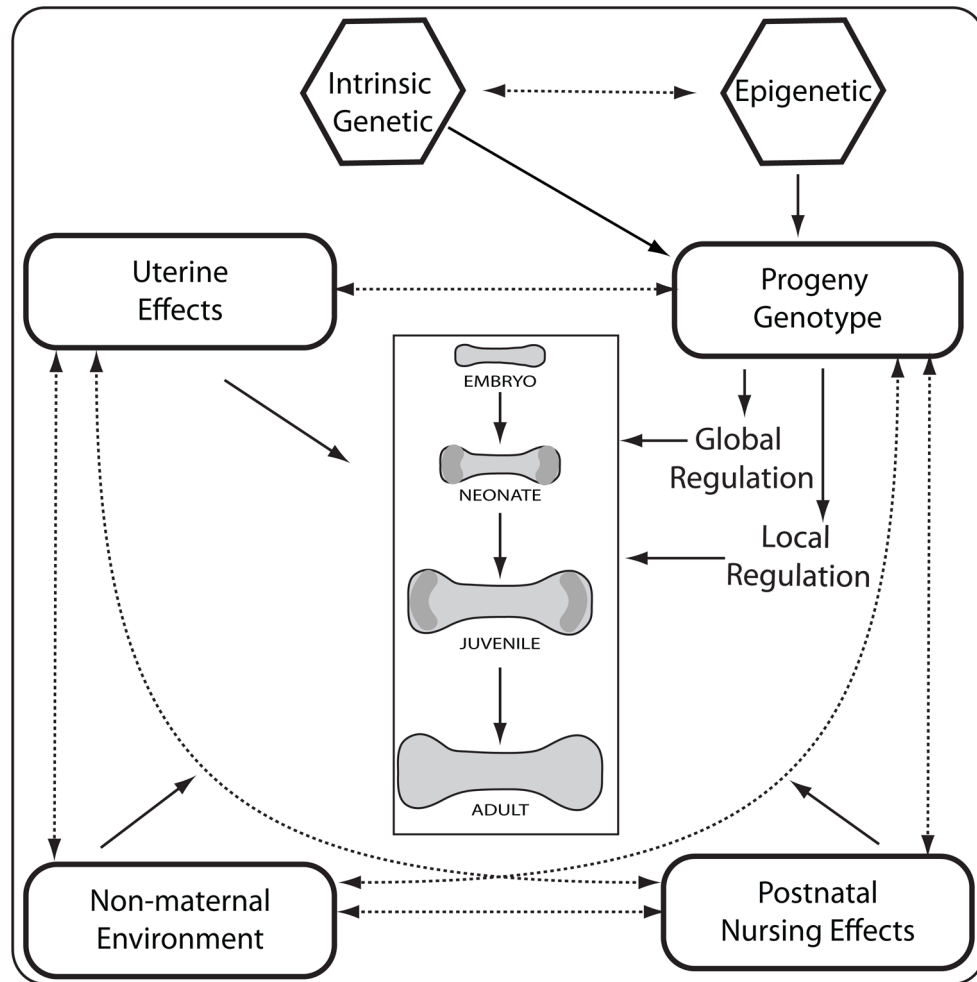 Intrinsic
Genetic
Epigenetic
Uterine
Effects
Progeny
Genotype
EMBRYO
Global
Regulation
NEONATE
Local
Regulation
JUVENILE
ADULT
Non-maternal
Environment
Postnatal
Nursing Effects